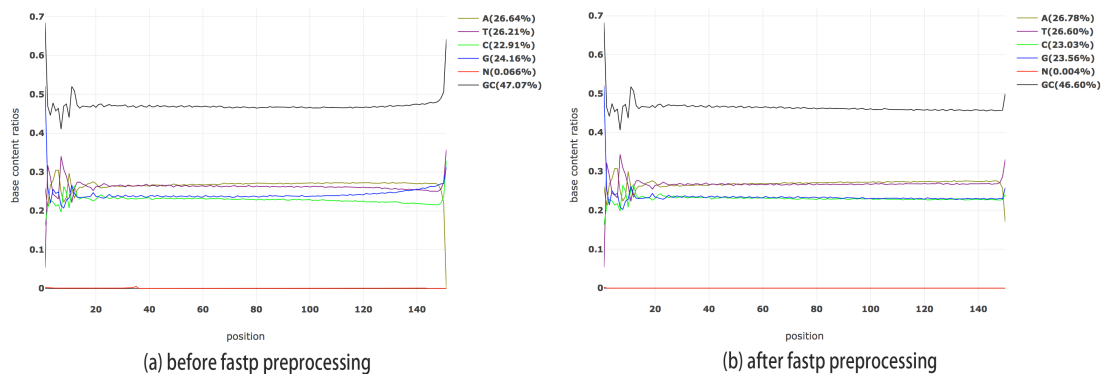 0.7
0.6
0.5
0.4
0.3
0.2
0.1
0
base content ratios
20
40
60
80
100
120
140
position
A(26.64%)
T(26.21%)
C(22.91%)
G(24.16%)
N(0.066%)
GC(47.07%)
(a) before fastp preprocessing
0.7
0.6
0.5
0.4
0.3
0.2
0.1
0
base content ratios
20
40
60
80
100
120
140
position
A(26.78%)
T(26.60%)
C(23.03%)
G(23.56%)
N(0.004%)
GC(46.60%)
(b) after fastp preprocessing